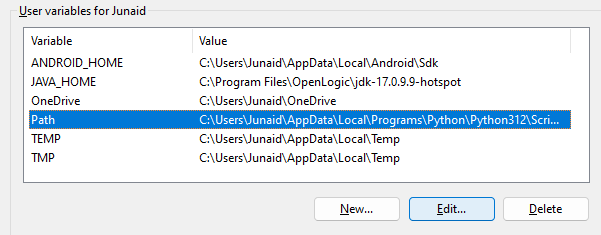 User variables for Junaid
Variable Value
ANDROID_HOME C:\Users\Junaid\AppData\Local\Android\Sdk
JAVA_HOME C:\Program Files\OpenLogic\jdk-17.0.9.9-hotspot
OneDrive C:\Users\Junaid\OneDrive
Path C:\Users\Junaid\AppData\Local\Programs\Python\Python312\Scri...
TEMP C:\Users\Junaid\AppData\Local\Temp
TMP C:\Users\Junaid\AppData\Local\Temp
New... Edit... Delete